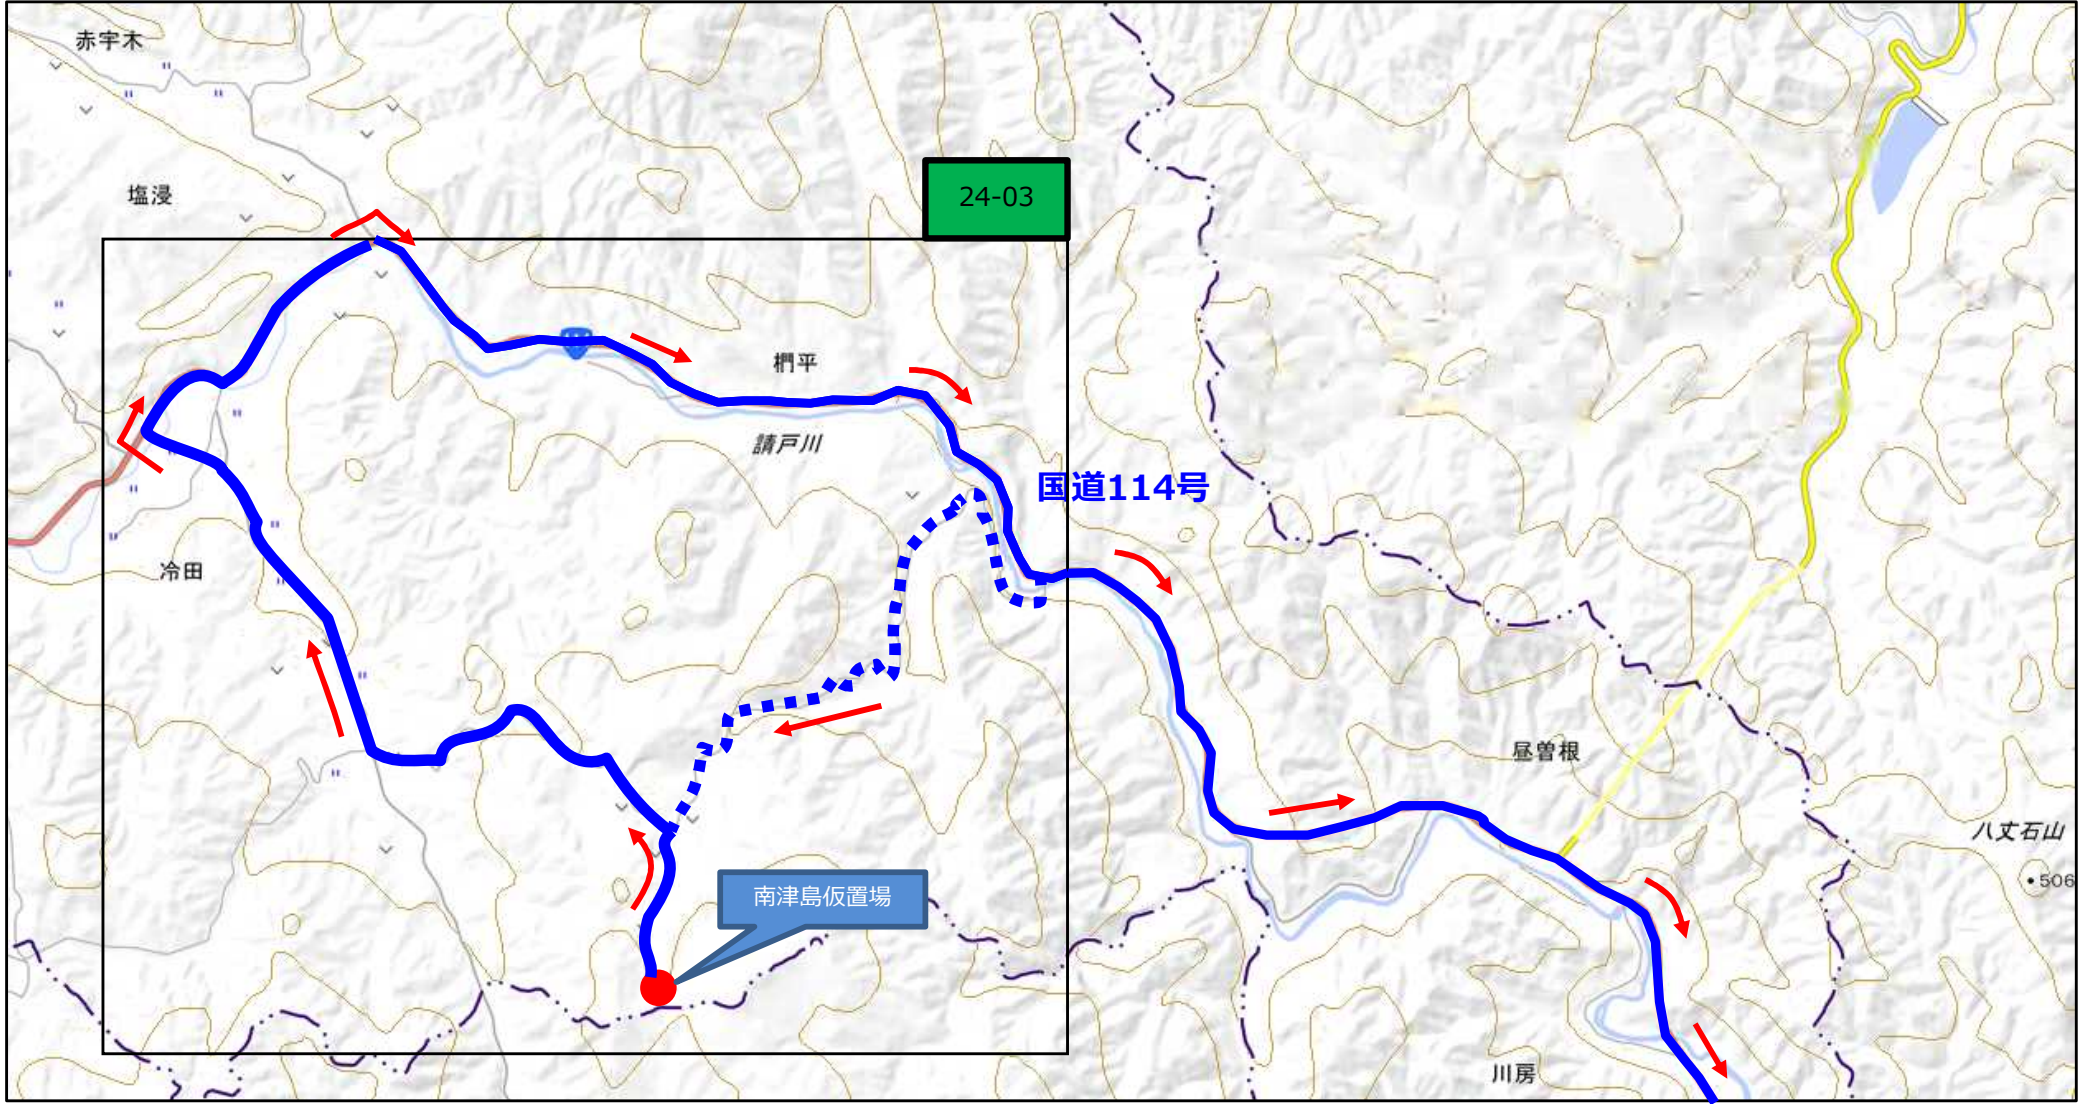 赤宇木
塩浸
24-03
椚平
請戸川
国道114号
冷田
昼曽根
八丈石山
506
南津島仮置場
川房